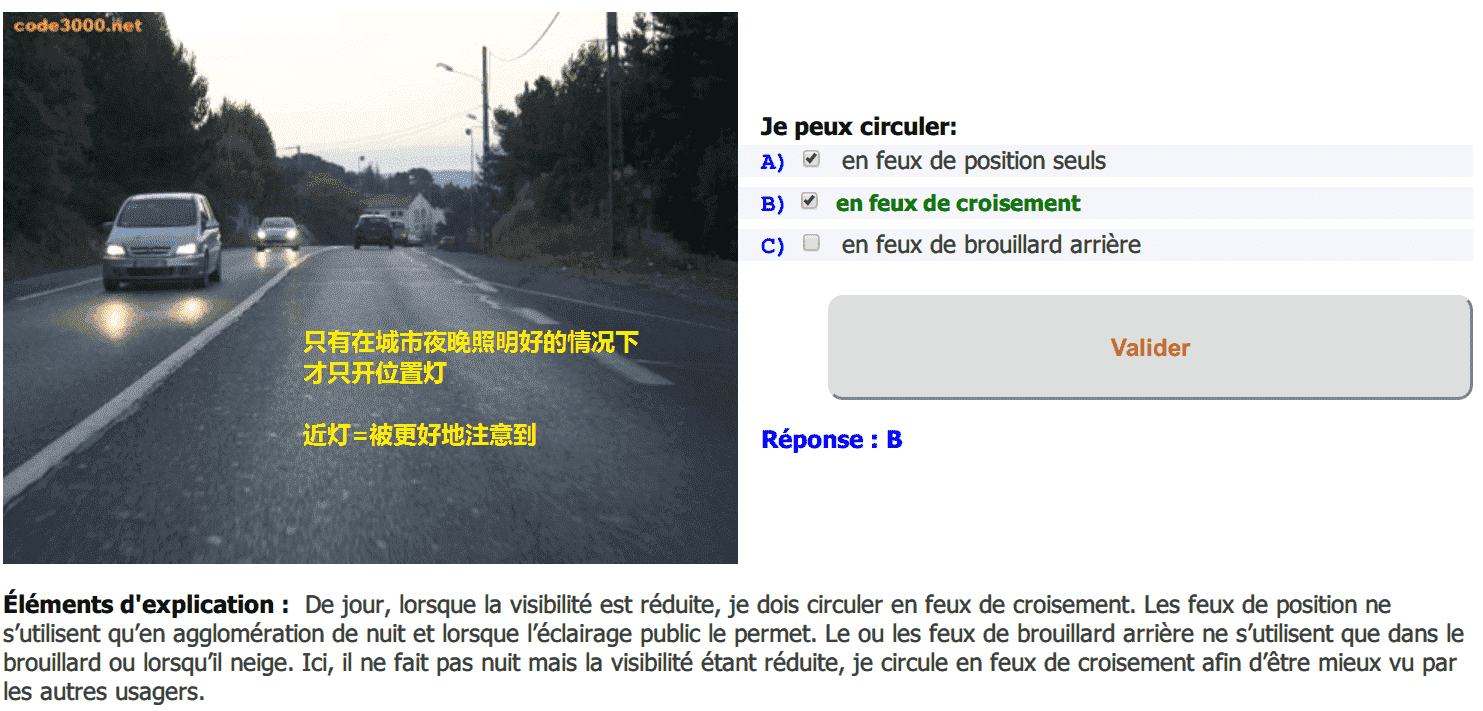 code3000.net
只有在城市夜晚照明好的情况下
才只开位置灯
近灯=被更好地注意到
Je peux circuler:
A) en feux de position seuls
B) en feux de croisement
C) en feux de brouillard arrière
Valider
Réponse : B
Éléments d'explication : De jour, lorsque la visibilité est réduite, je dois circuler en feux de croisement. Les feux de position ne
s’utilisent qu’en agglomération de nuit et lorsque l’éclairage public le permet. Le ou les feux de brouillard arrière ne s’utilisent que dans le
brouillard ou lorsqu’il neige. Ici, il ne fait pas nuit mais la visibilité étant réduite, je circule en feux de croisement afin d’être mieux vu par
les autres usagers.